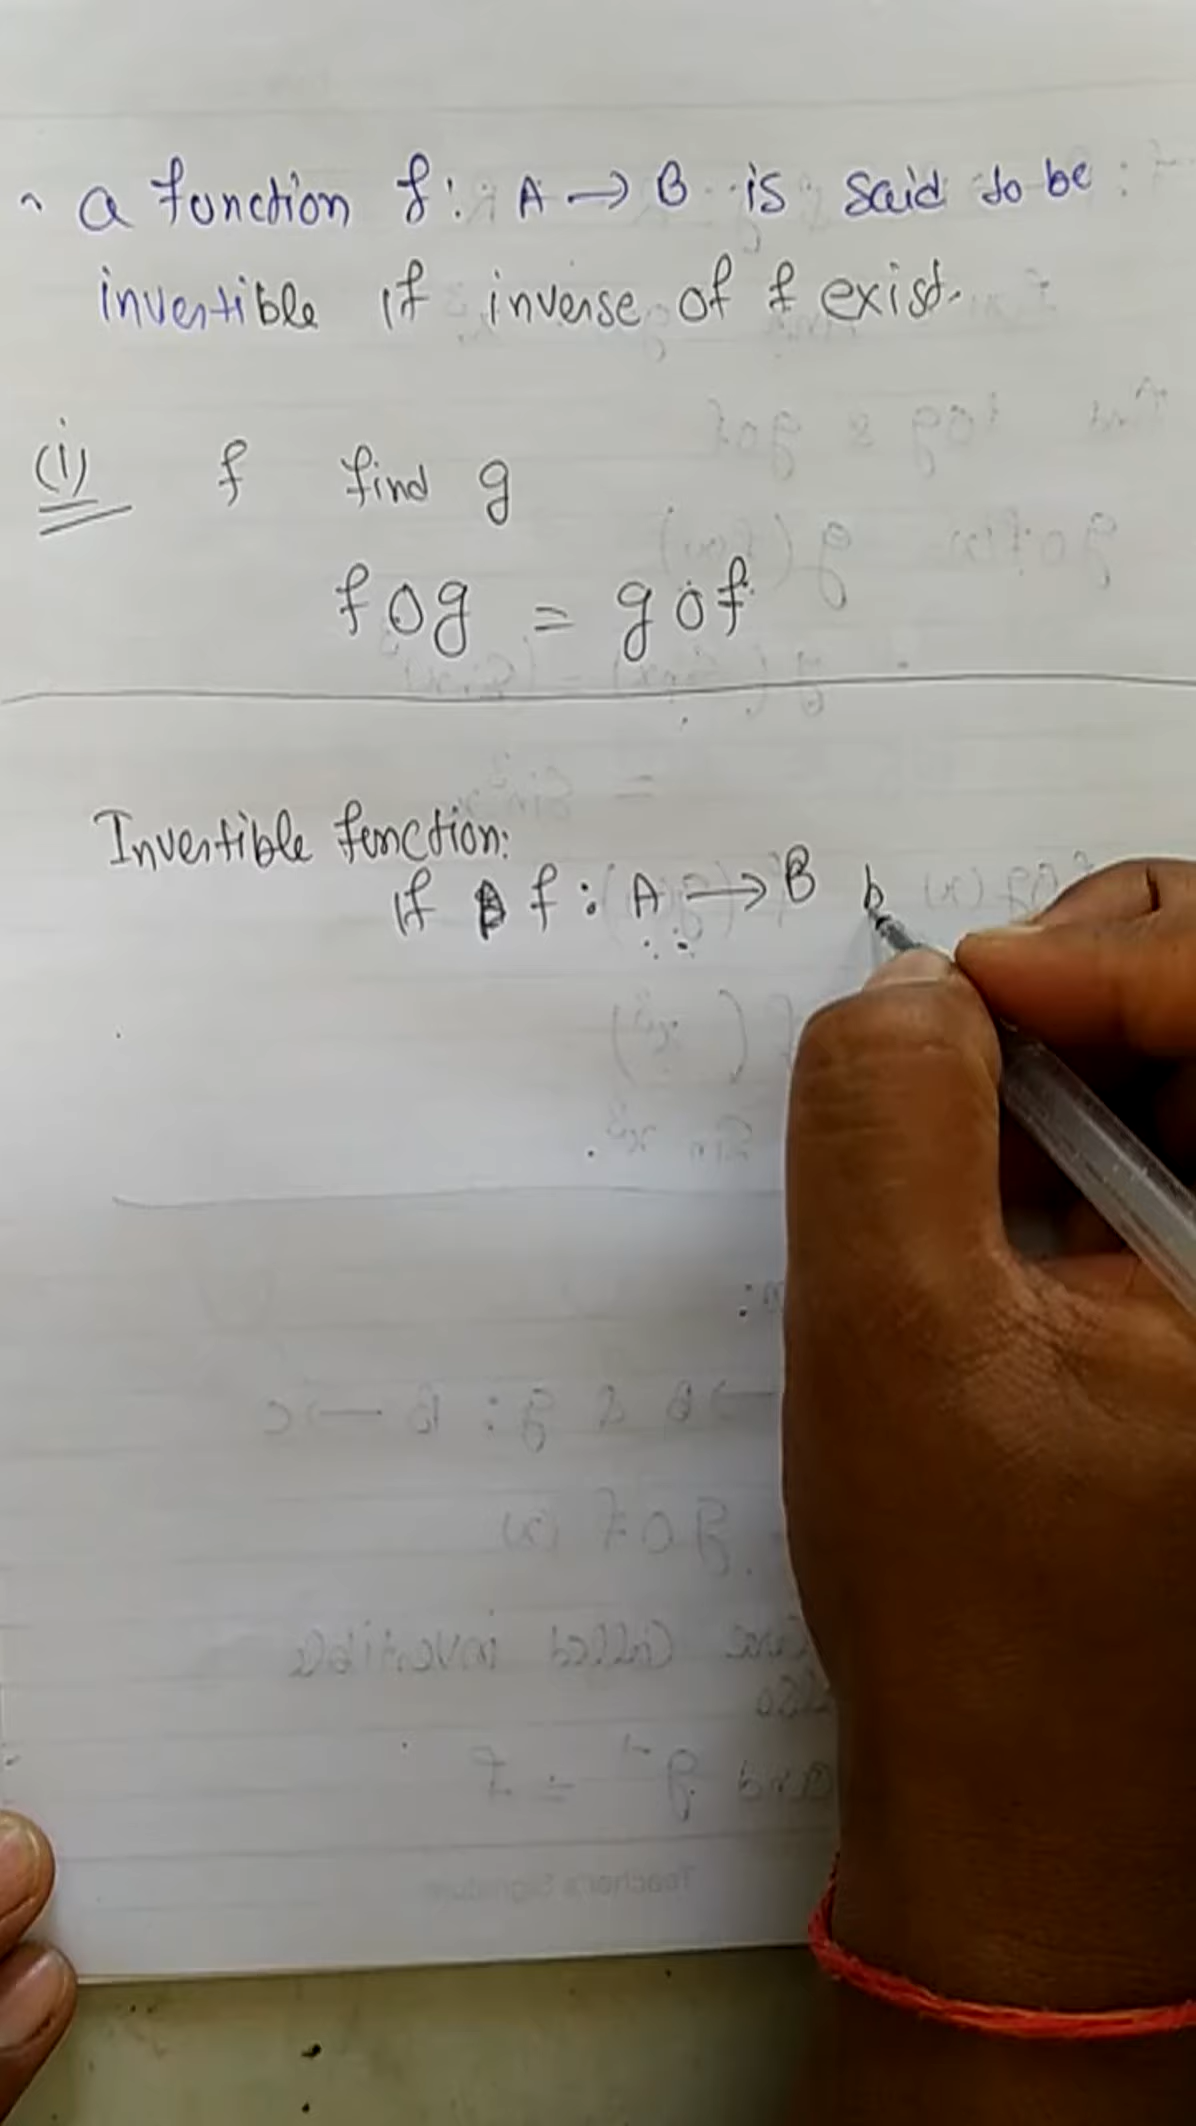 a function f: A → B is said to be
invertible if inverse of f exist.
(i) f find g
fog = gof
Invertible function:
If f : A → B b